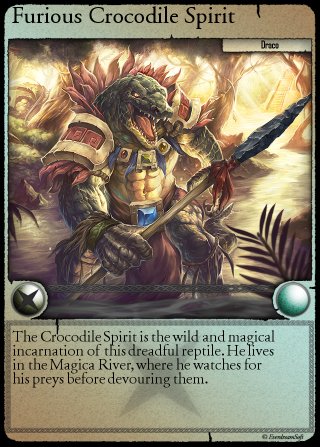 Furious Crocodile Spirit
Draco
The Crocodile Spirit is the wild and magical
incarnation of this dreadful reptile. He lives
in the Magica River, where he watches for
his preys before devouring them.
© EverdreamSoft